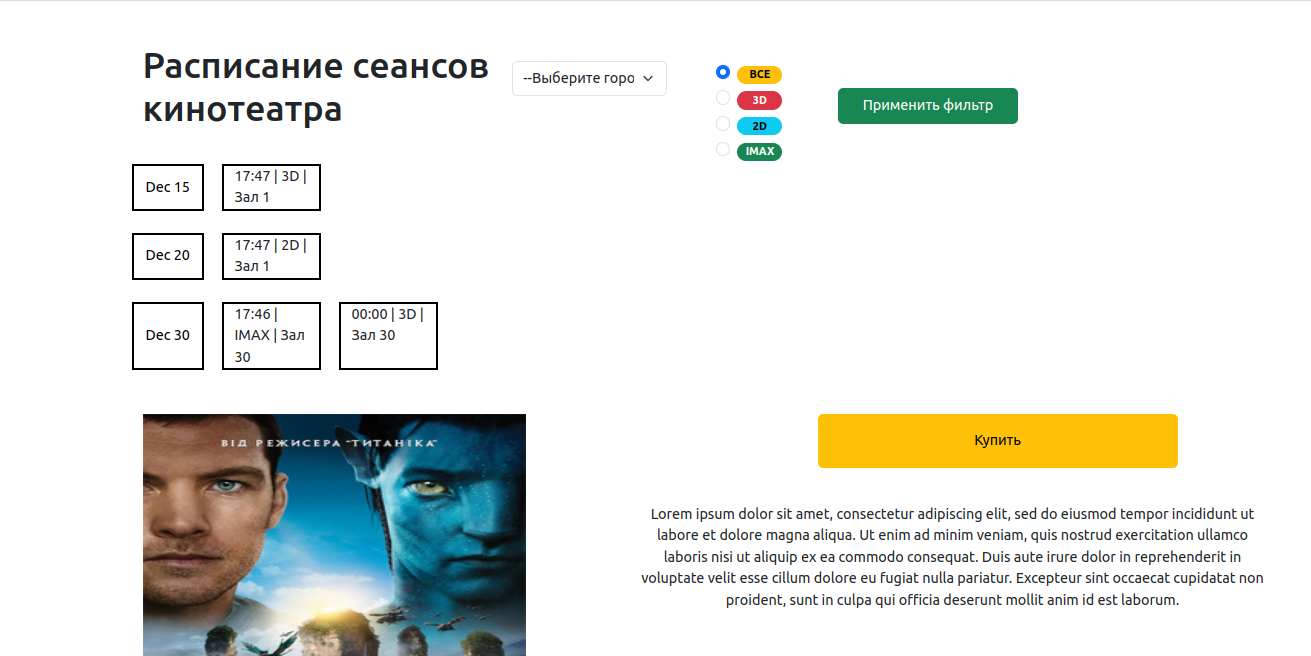 Расписание сеансов
кинотеатра
--Выберите горо
ВСЕ
3D
2D
IMAX
Применить фильтр
Dec 15
17:47 | 3D |
Зал 1
Dec 20
17:47 | 2D |
Зал 1
Dec 30
17:46 |
IMAX | Зал
30
00:00 | 3D |
Зал 30
ВІД РЕЖИСЕРА "ТИТАНІКА"
Купить
Lorem ipsum dolor sit amet, consectetur adipiscing elit, sed do eiusmod tempor incididunt ut
labore et dolore magna aliqua. Ut enim ad minim veniam, quis nostrud exercitation ullamco
laboris nisi ut aliquip ex ea commodo consequat. Duis aute irure dolor in reprehenderit in
voluptate velit esse cillum dolore eu fugiat nulla pariatur. Excepteur sint occaecat cupidatat non
proident, sunt in culpa qui officia deserunt mollit anim id est laborum.